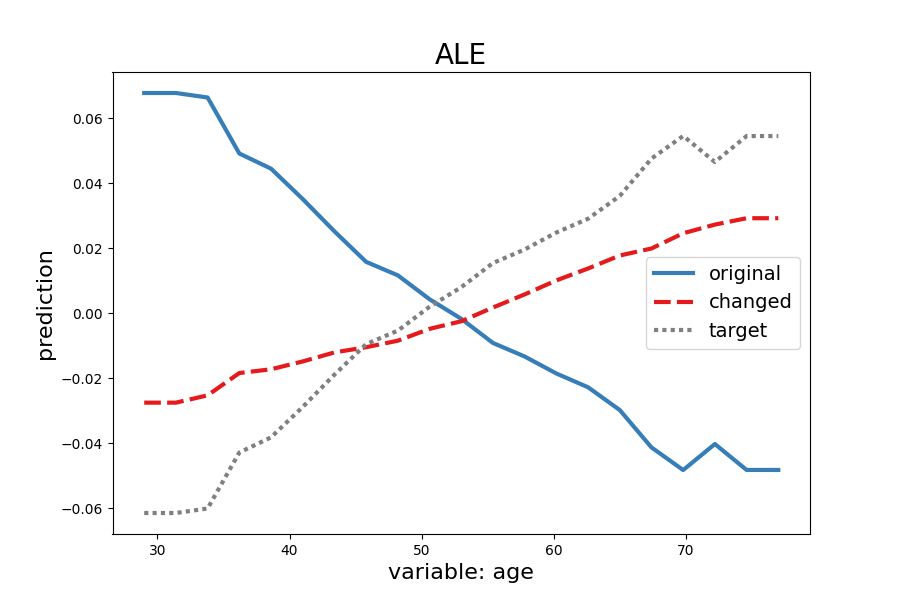 ALE
prediction
0.06
0.04
0.02
0.00
−0.02
−0.04
−0.06
original
changed
target
30 40 50 60 70
variable: age